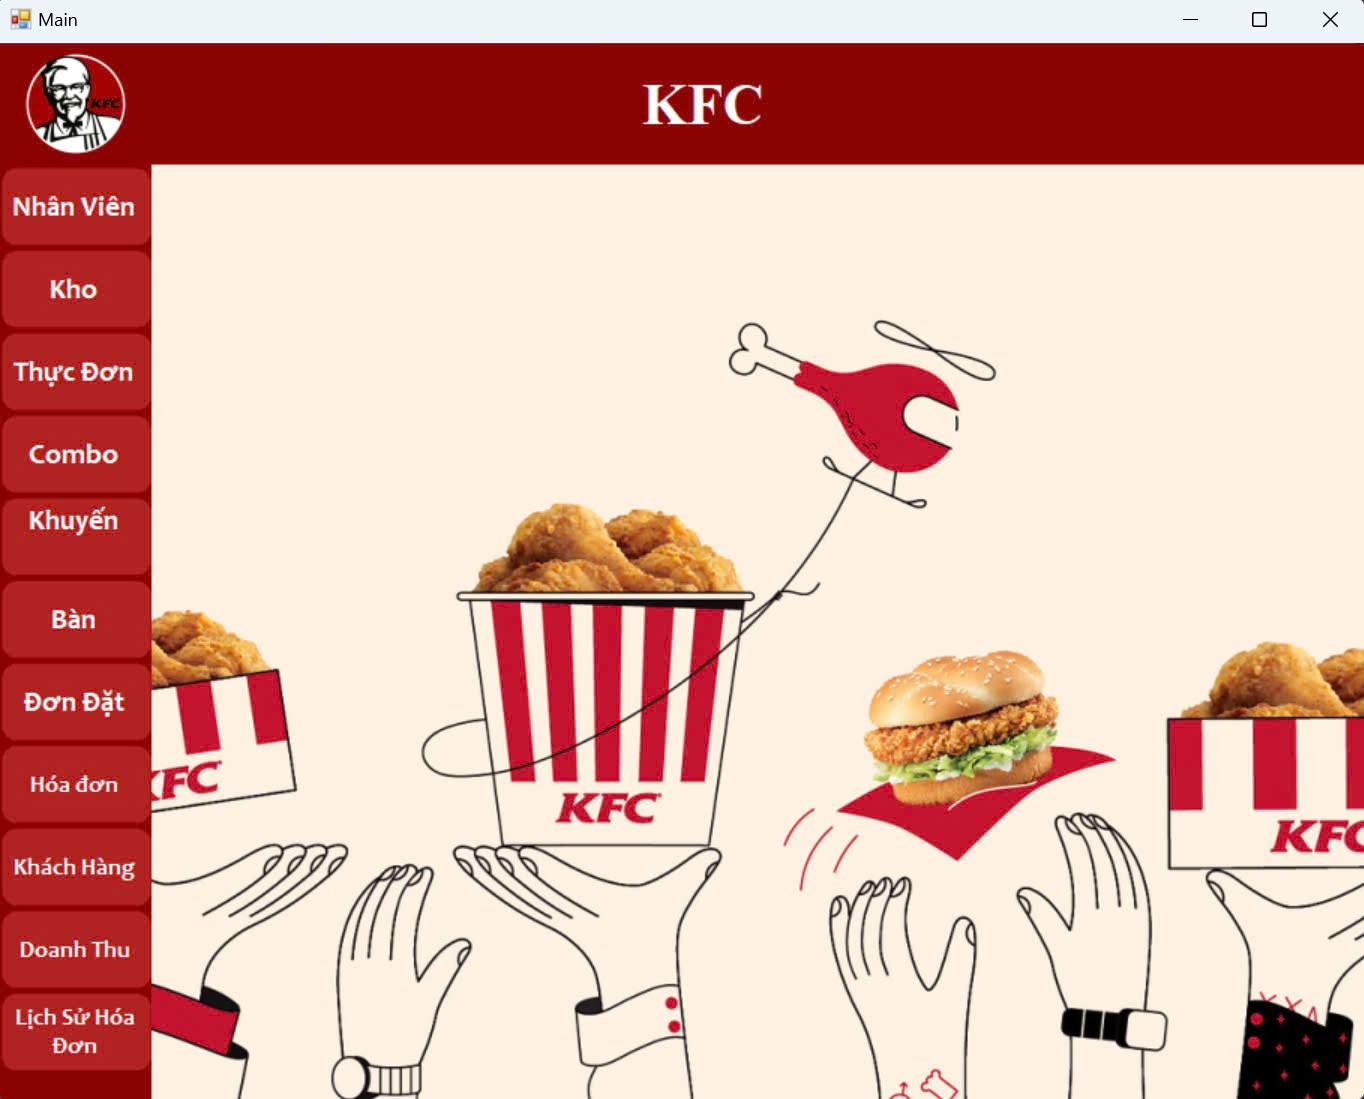 Main
KFC
KFC
Nhân Viên
Kho
Thực Đơn
Combo
Khuyến
Bàn
Đơn Đặt
Hóa đơn
Khách Hàng
Doanh Thu
Lịch Sử Hóa
Đơn
KFC
KFC
KFC